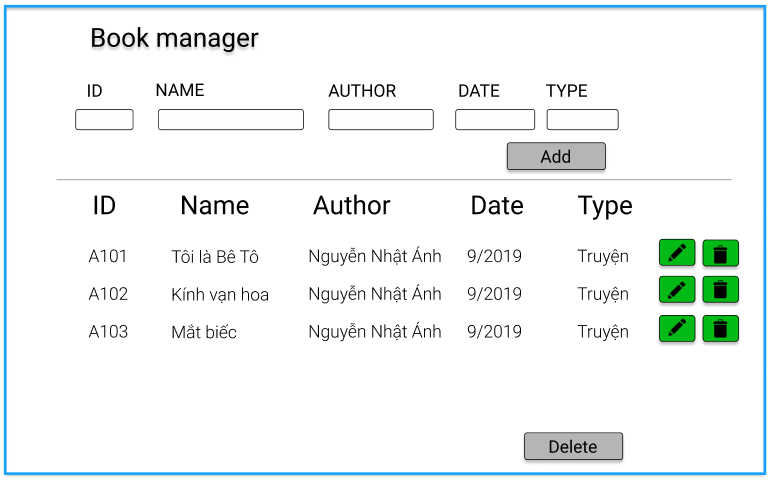 Book manager
ID NAME AUTHOR DATE TYPE
Add
ID Name Author Date Type
A101 Tôi là Bê Tô Nguyễn Nhật Ánh 9/2019 Truyện
A102 Kính vạn hoa Nguyễn Nhật Ánh 9/2019 Truyện
A103 Mắt biếc Nguyễn Nhật Ánh 9/2019 Truyện
Delete